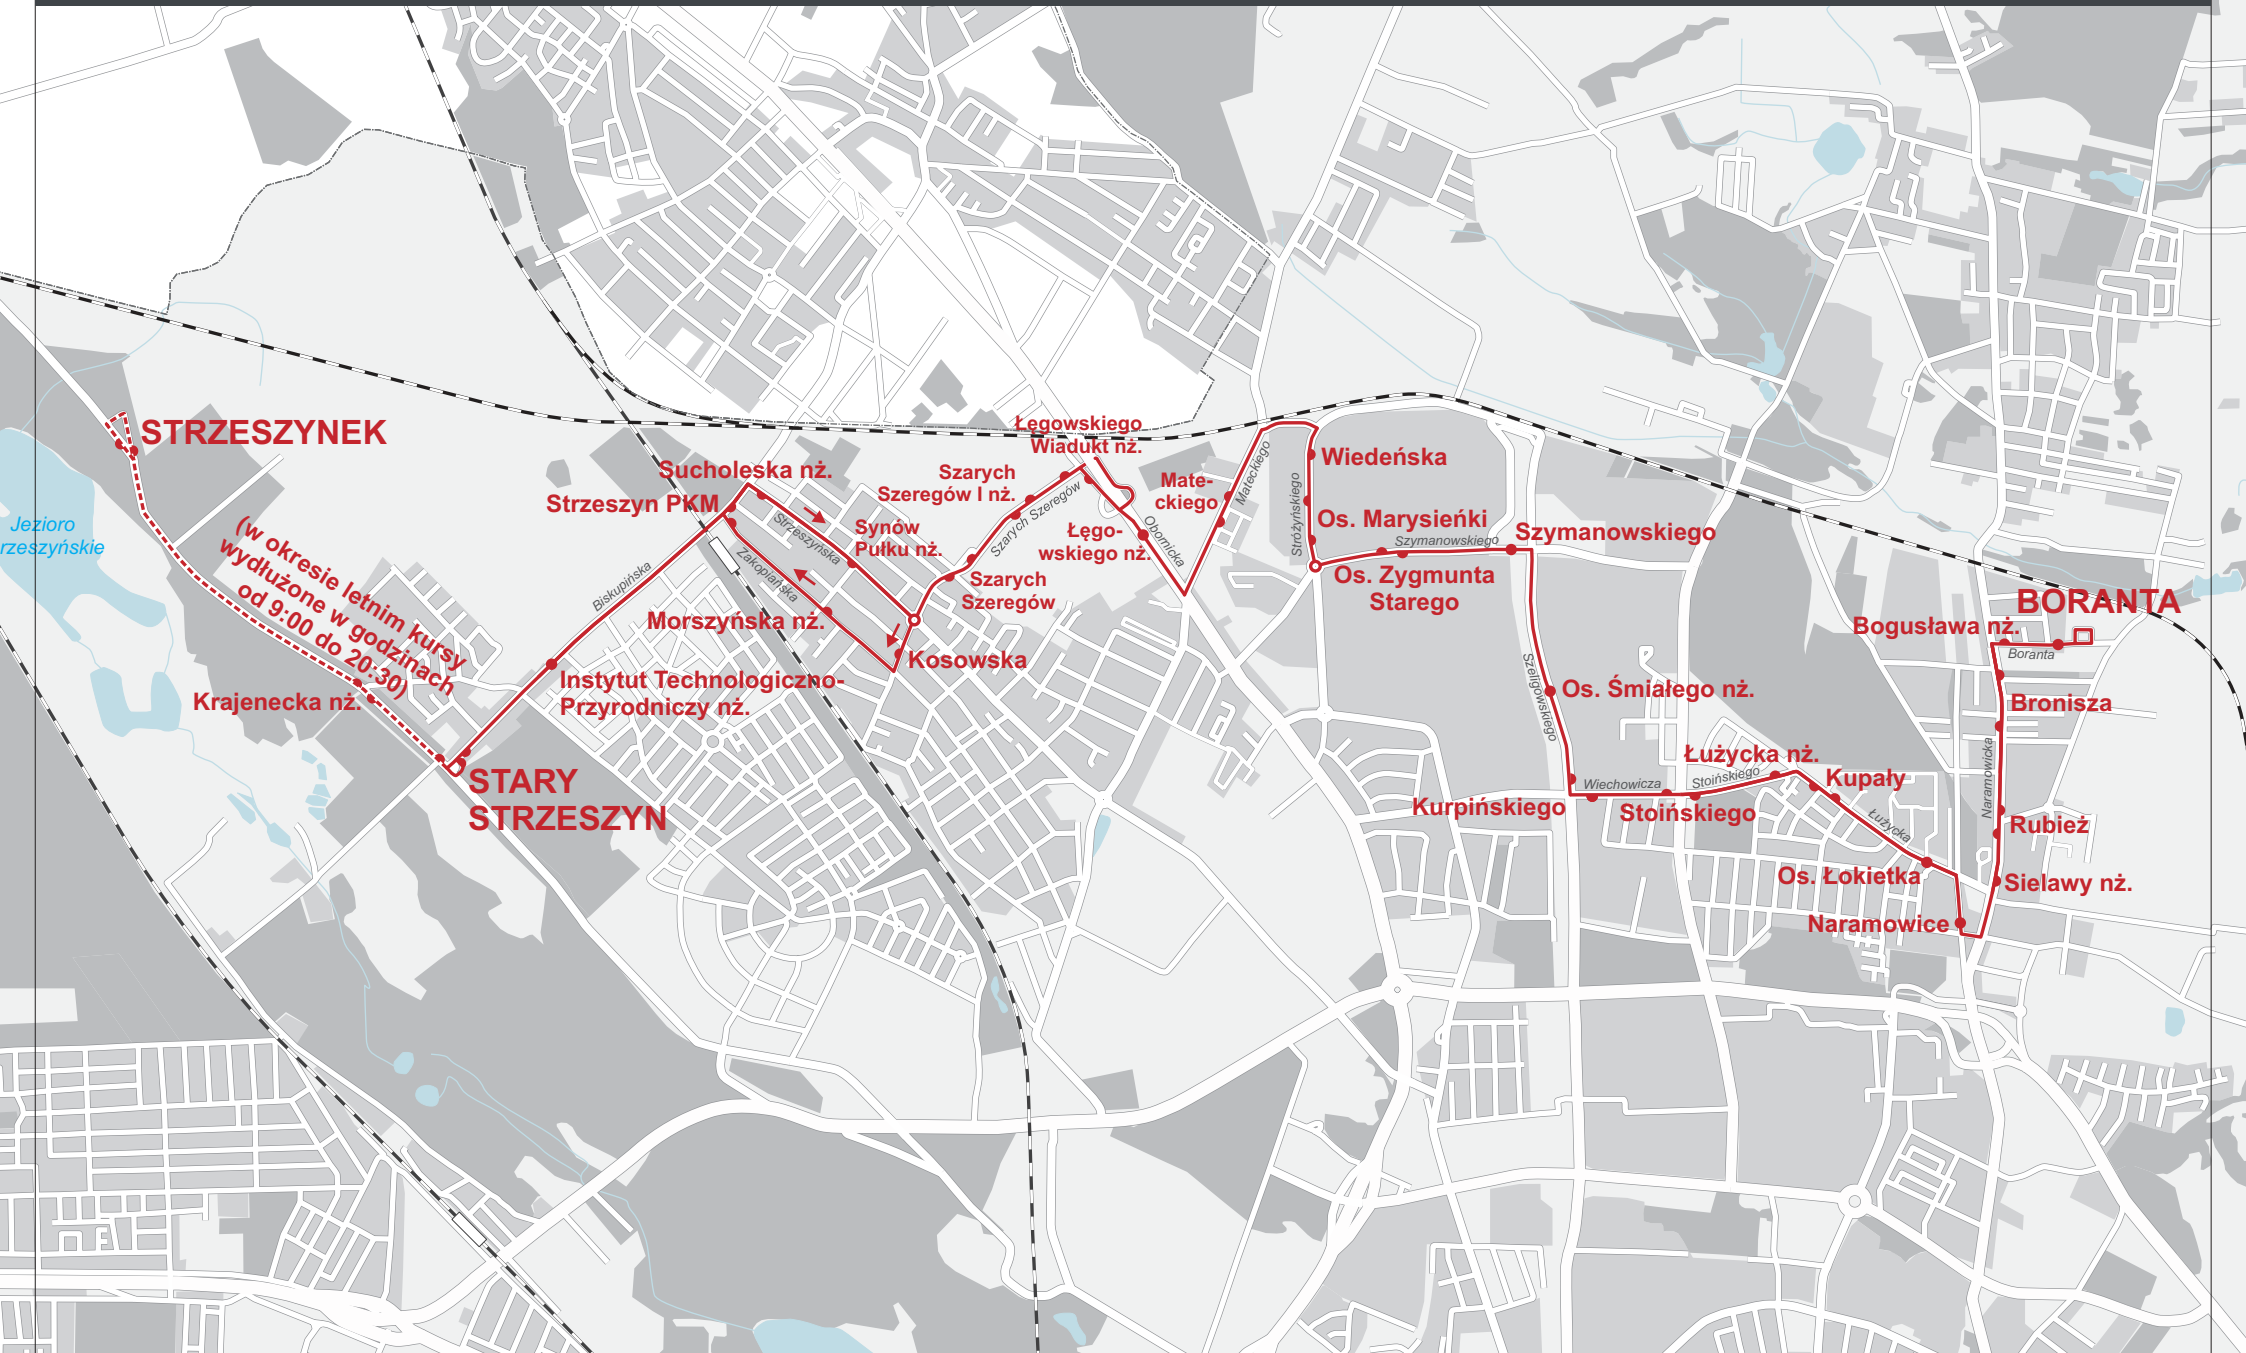 STRZESZYNEK
Jezioro
rzeszyńskie
(w okresie letnim kursy
wydłużone w godzinach
od 9:00 do 20:30)
Krajenecka nż.
STARY
STRZESZYN
Biskupińska
Instytut Technologiczno-
Przyrodniczy nż.
Strzeszyn PKM
Sucholeska nż.
Strzeszyńska
Zakopiańska
Synów
Pułku nż.
Morszyńska nż.
Kosowska
Szarych
Szeregów
Szarych Szeregów
Szarych
Szeregów I nż.
Łęgowskiego
Wiadukt nż.
Łęgo-
wskiego nż.
Obornicka
Mate-
ckiego
Mateckiego
Stróżyńskiego
Wiedeńska
Os. Marysieńki
Szymanowskiego
Os. Zygmunta
Starego
Szymanowskiego
Szeligowskiego
Os. Śmiałego nż.
Kurpińskiego
Wiechowicza
Stoińskiego
Stoińskiego
Łużycka nż.
Kupały
Łużycka
Os. Łokietka
Naramowice
Sielawy nż.
Rubież
Naramowicka
Bronisza
Bogusława nż.
Boranta
BORANTA